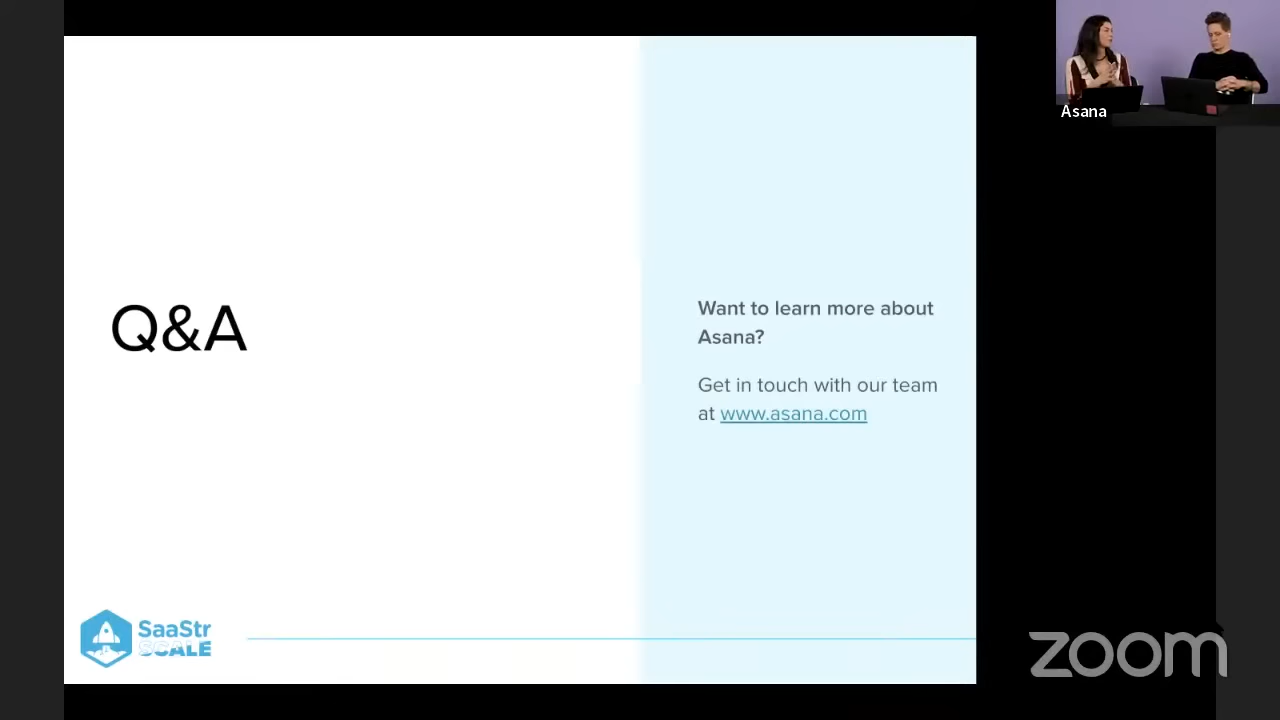 Asana
Q&A
Want to learn more about
Asana?
Get in touch with our team
at www.asana.com
SaaStr
SCALE
zoom